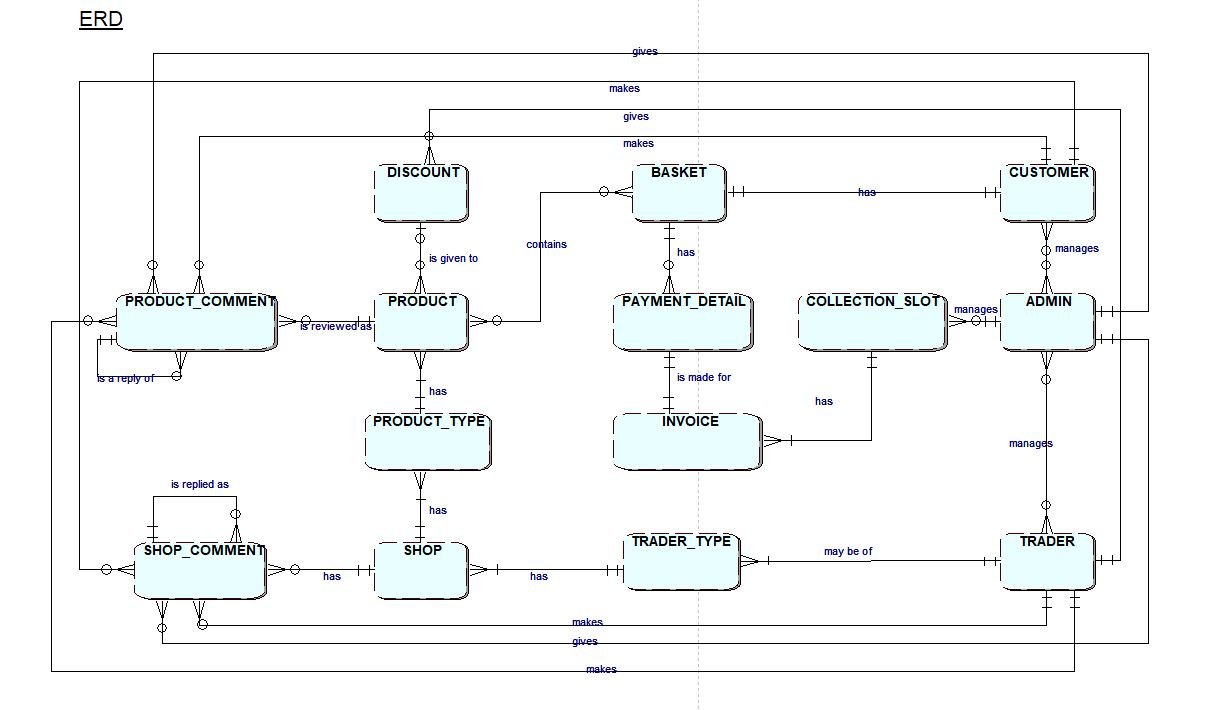 ERD
gives
makes
gives
makes
DISCOUNT
BASKET
CUSTOMER
has
contains
manages
has
is given to
PRODUCT_COMMENT
PRODUCT
PAYMENT_DETAIL
COLLECTION_SLOT
ADMIN
manages
is reviewed as
is a reply of
is made for
has
has
PRODUCT_TYPE
INVOICE
manages
is replied as
has
SHOP_COMMENT
SHOP
TRADER_TYPE
TRADER
may be of
has
has
makes
gives
makes